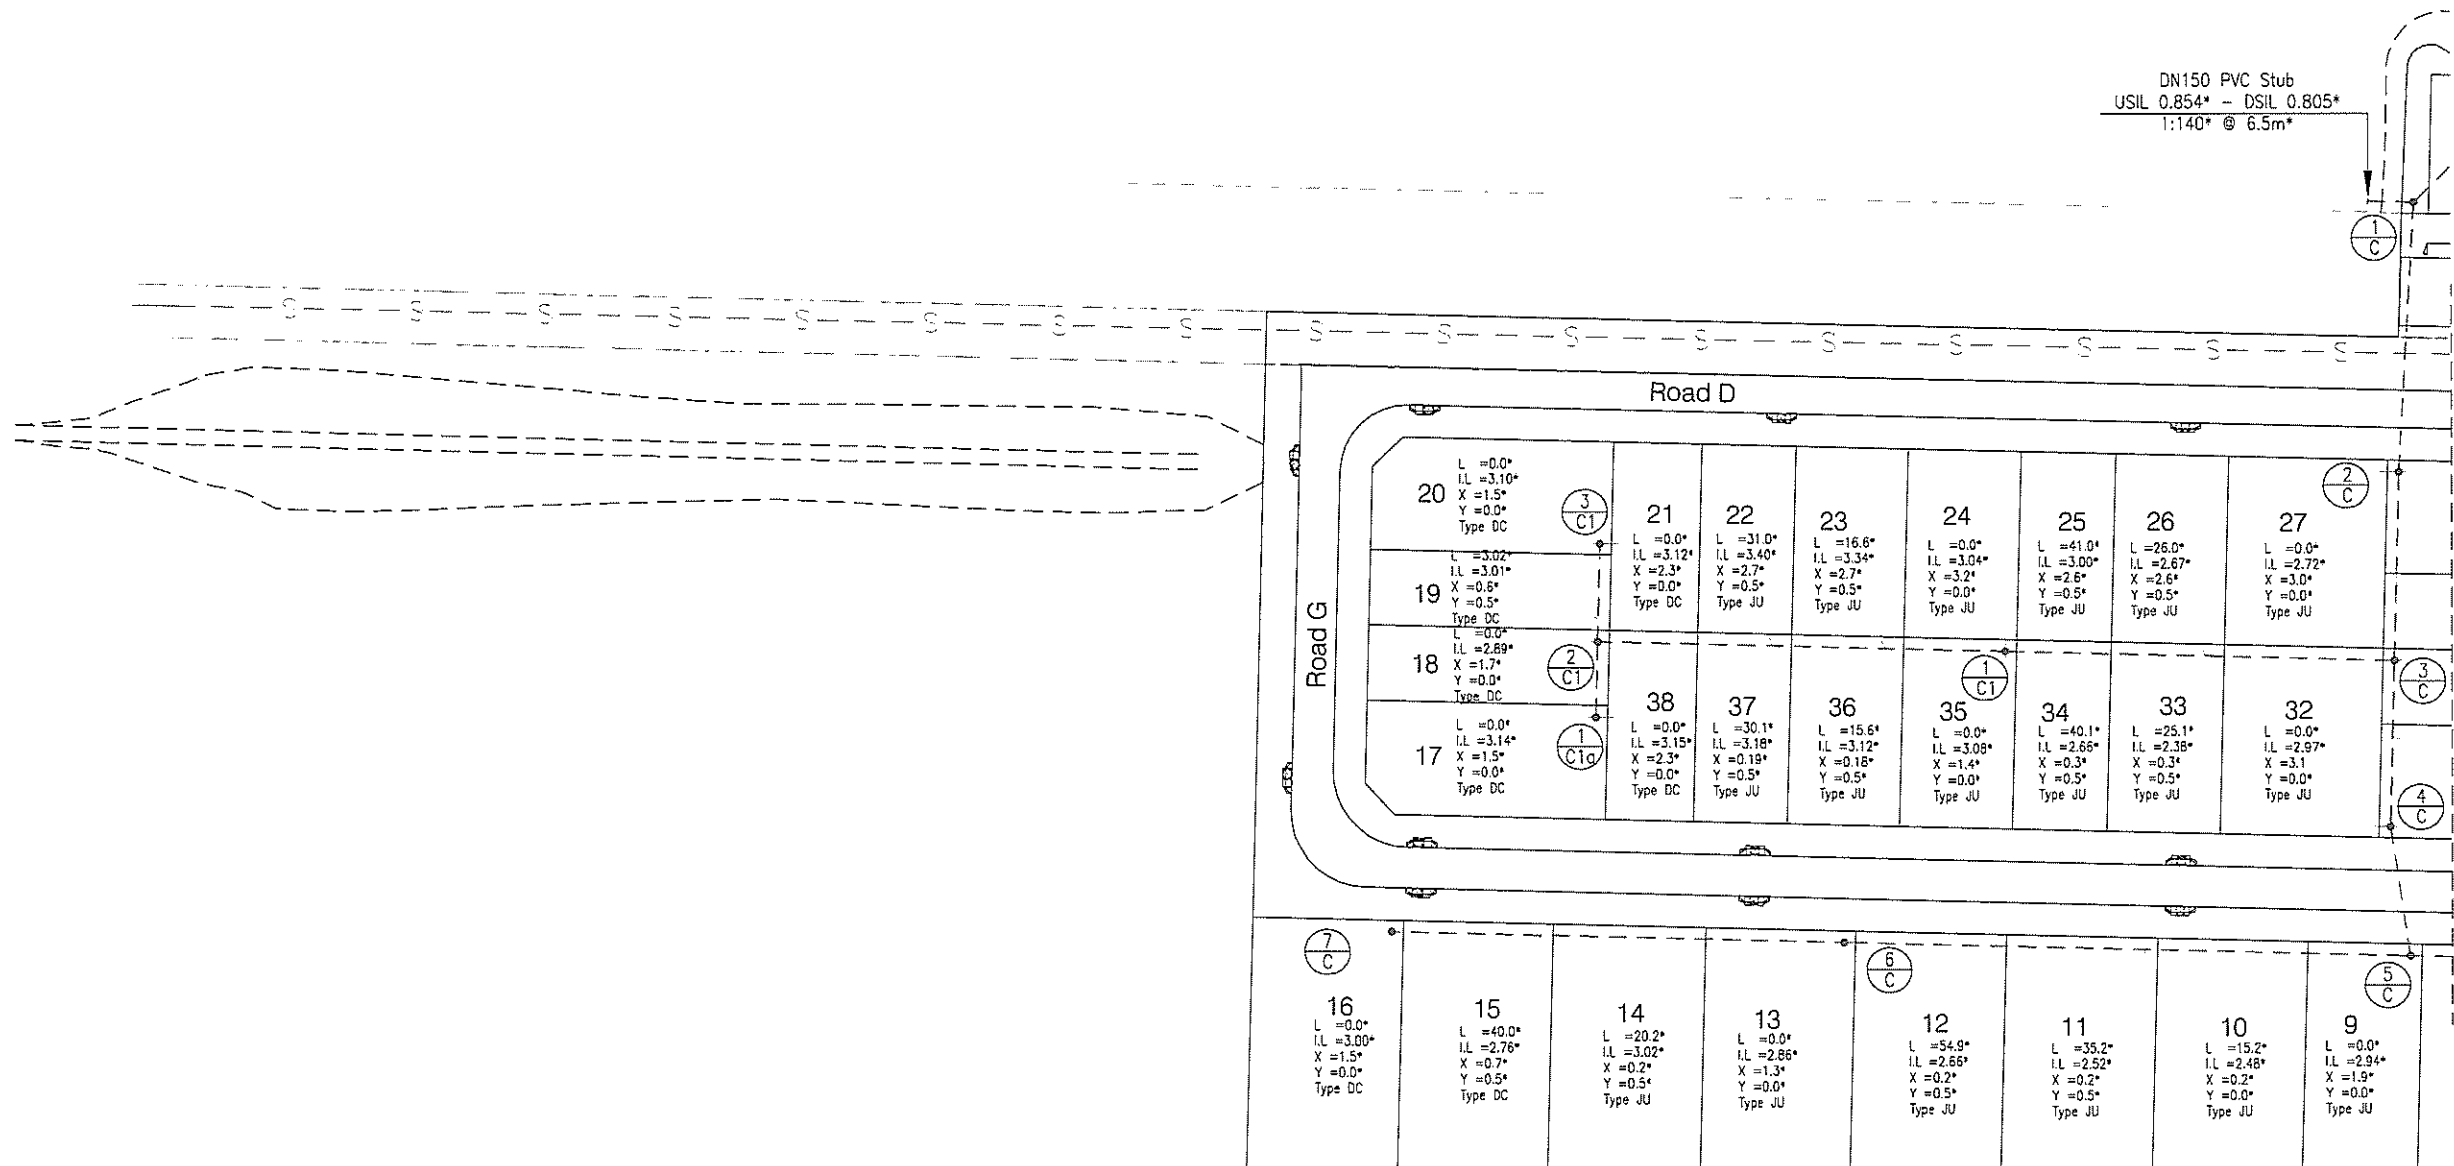 DN150 PVC Stub
USIL 0.854* - DSIL 0.805*
1:140* @ 6.5m*
1
C
S S S S S S S S S S S S S S S S S
Road D
Road G
20
L =0.0*
I.L =3.10*
X =1.5*
Y =0.0*
Type DC
3
C1
21
L =0.0*
I.L =3.12*
X =2.3*
Y =0.0*
Type DC
22
L =31.0*
I.L =3.40*
X =2.7*
Y =0.5*
Type JU
23
L =16.6*
I.L =3.34*
X =2.7*
Y =0.5*
Type JU
24
L =0.0*
I.L =3.04*
X =3.2*
Y =0.0*
Type JU
25
L =41.0*
I.L =3.00*
X =2.6*
Y =0.5*
Type JU
26
L =26.0*
I.L =2.67*
X =2.6*
Y =0.5*
Type JU
27
L =0.0*
I.L =2.72*
X =3.0*
Y =0.0*
Type JU
2
C
19
L =3.02*
I.L =3.01*
X =0.6*
Y =0.5*
Type DC
18
L =0.0*
I.L =2.89*
X =1.7*
Y =0.0*
Type DC
2
C1
1
C1
3
C
17
L =0.0*
I.L =3.14*
X =1.5*
Y =0.0*
Type DC
1
C1a
38
L =0.0*
I.L =3.15*
X =2.3*
Y =0.0*
Type DC
37
L =30.1*
I.L =3.18*
X =0.19*
Y =0.5*
Type JU
36
L =15.6*
I.L =3.12*
X =0.18*
Y =0.5*
Type JU
35
L =0.0*
I.L =3.08*
X =1.4*
Y =0.0*
Type JU
34
L =40.1*
I.L =2.66*
X =0.3*
Y =0.5*
Type JU
33
L =25.1*
I.L =2.38*
X =0.3*
Y =0.5*
Type JU
32
L =0.0*
I.L =2.97*
X =3.1
Y =0.0*
Type JU
4
C
7
C
6
C
5
C
16
L =0.0*
I.L =3.00*
X =1.5*
Y =0.0*
Type DC
15
L =40.0*
I.L =2.76*
X =0.7*
Y =0.5*
Type DC
14
L =20.2*
I.L =3.02*
X =0.2*
Y =0.5*
Type JU
13
L =0.0*
I.L =2.86*
X =1.3*
Y =0.0*
Type JU
12
L =54.9*
I.L =2.66*
X =0.2*
Y =0.5*
Type JU
11
L =35.2*
I.L =2.52*
X =0.2*
Y =0.5*
Type JU
10
L =15.2*
I.L =2.48*
X =0.2*
Y =0.0*
Type JU
9
L =0.0*
I.L =2.94*
X =1.9*
Y =0.0*
Type JU